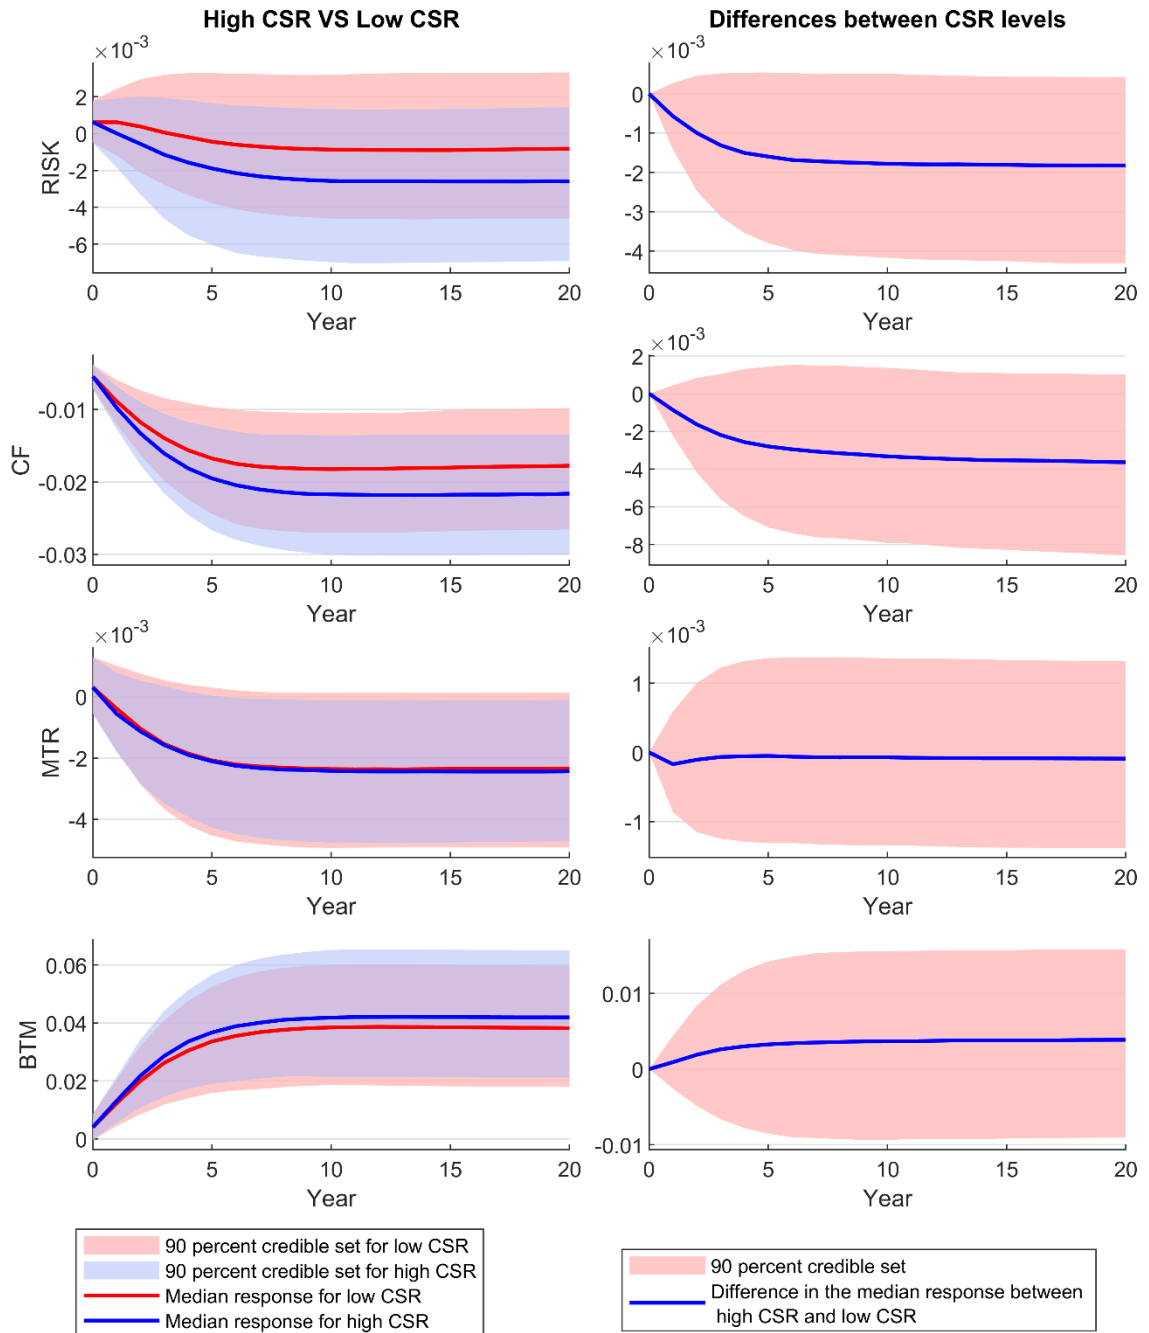 High CSR VS Low CSR
Differences between CSR levels
×10-3
2
0
-2
-4
-6
RISK
0 5 10 15 20
Year
0
-1
-2
-3
-4
0 5 10 15 20
Year
-0.01
-0.02
-0.03
CF
0 5 10 15 20
Year
×10-3
2
0
-2
-4
-6
-8
0 5 10 15 20
Year
×10-3
0
-2
-4
MTR
0 5 10 15 20
Year
×10-3
1
0
-1
0 5 10 15 20
Year
0.06
0.04
0.02
0
BTM
0 5 10 15 20
Year
0.01
0
-0.01
0 5 10 15 20
Year
90 percent credible set for low CSR
90 percent credible set for high CSR
Median response for low CSR
Median response for high CSR
90 percent credible set
Difference in the median response between
high CSR and low CSR